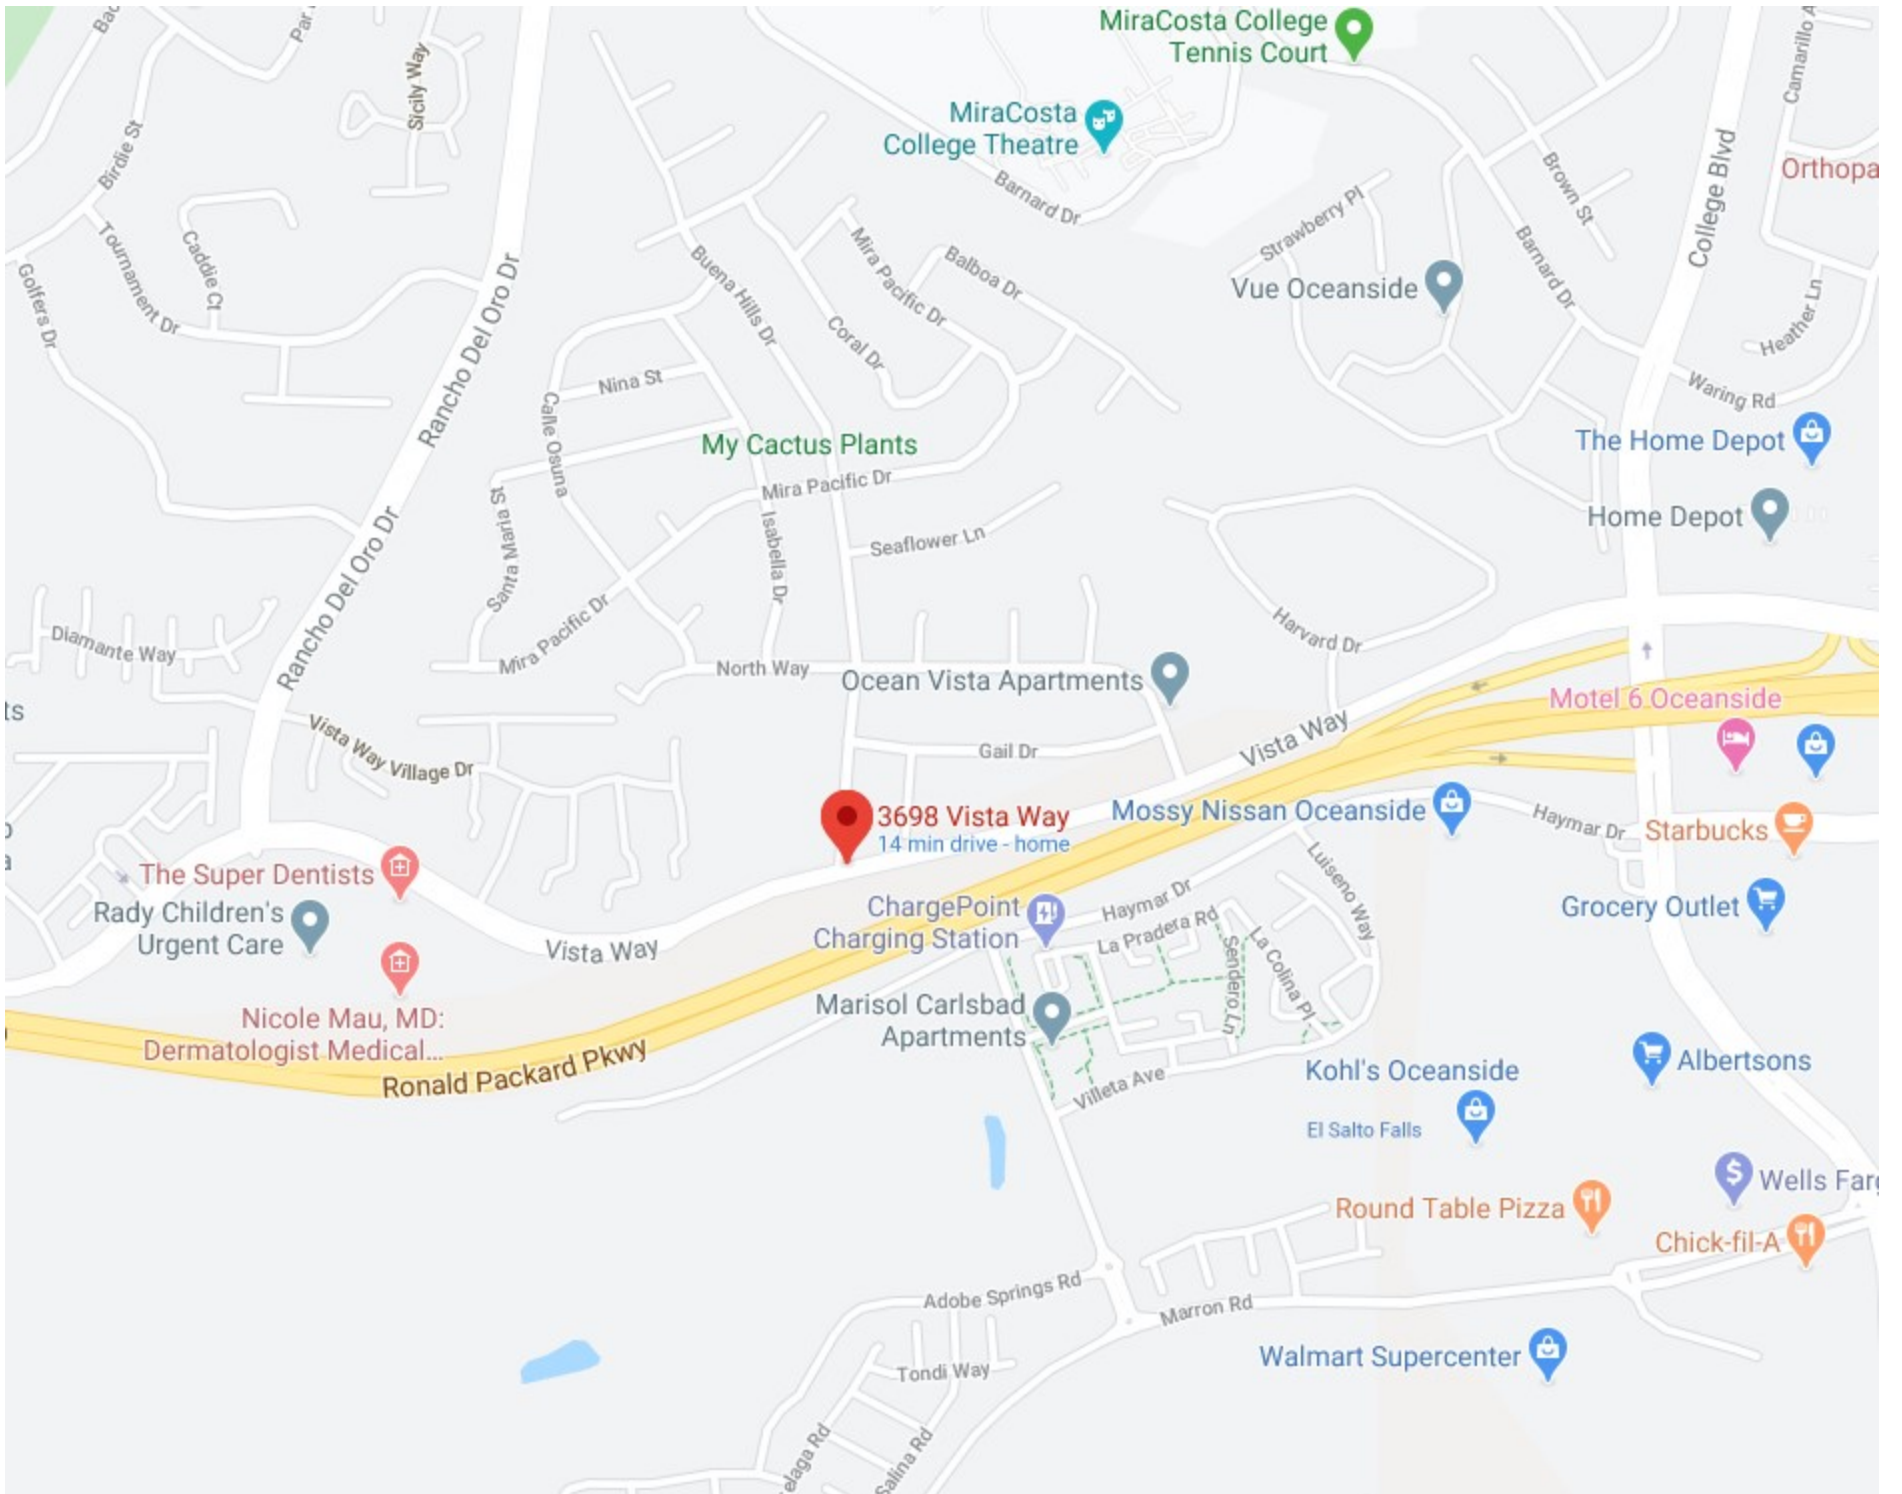 MiraCosta College
Tennis Court
Sicily Way
Birdie St
MiraCosta
College Theatre
Barnard Dr
College Blvd
Brown St
Strawberry Pl
Tournament Dr
Caddie Ct
Golfers Dr
Rancho Del Oro Dr
Buena Hills Dr
Mira Pacific Dr
Balboa Dr
Vue Oceanside
Barnard Dr
Heather Ln
Coral Dr
Nina St
Calle Osuna
Rancho Del Oro Dr
Waring Rd
My Cactus Plants
The Home Depot
Mira Pacific Dr
Home Depot
Santa Maria St
Isabella Dr
Seaflower Ln
Rancho Del Oro Dr
Diamante Way
Mira Pacific Dr
Harvard Dr
North Way
Ocean Vista Apartments
Motel 6 Oceanside
Vista Way Village Dr
Gail Dr
Vista Way
3698 Vista Way
14 min drive - home
Mossy Nissan Oceanside
Haymar Dr
Starbucks
The Super Dentists
Rady Children's
Urgent Care
ChargePoint
Charging Station
Haymar Dr
Luiseno Way
Grocery Outlet
Vista Way
La Pradera Rd
Sendero Ln
La Colina Pl
Marisol Carlsbad
Apartments
Nicole Mau, MD:
Dermatologist Medical...
Ronald Packard Pkwy
Villeta Ave
Kohl's Oceanside
Albertsons
El Salto Falls
Wells Farg
Round Table Pizza
Chick-fil-A
Adobe Springs Rd
Marron Rd
Walmart Supercenter
Tondi Way
Salina Rd